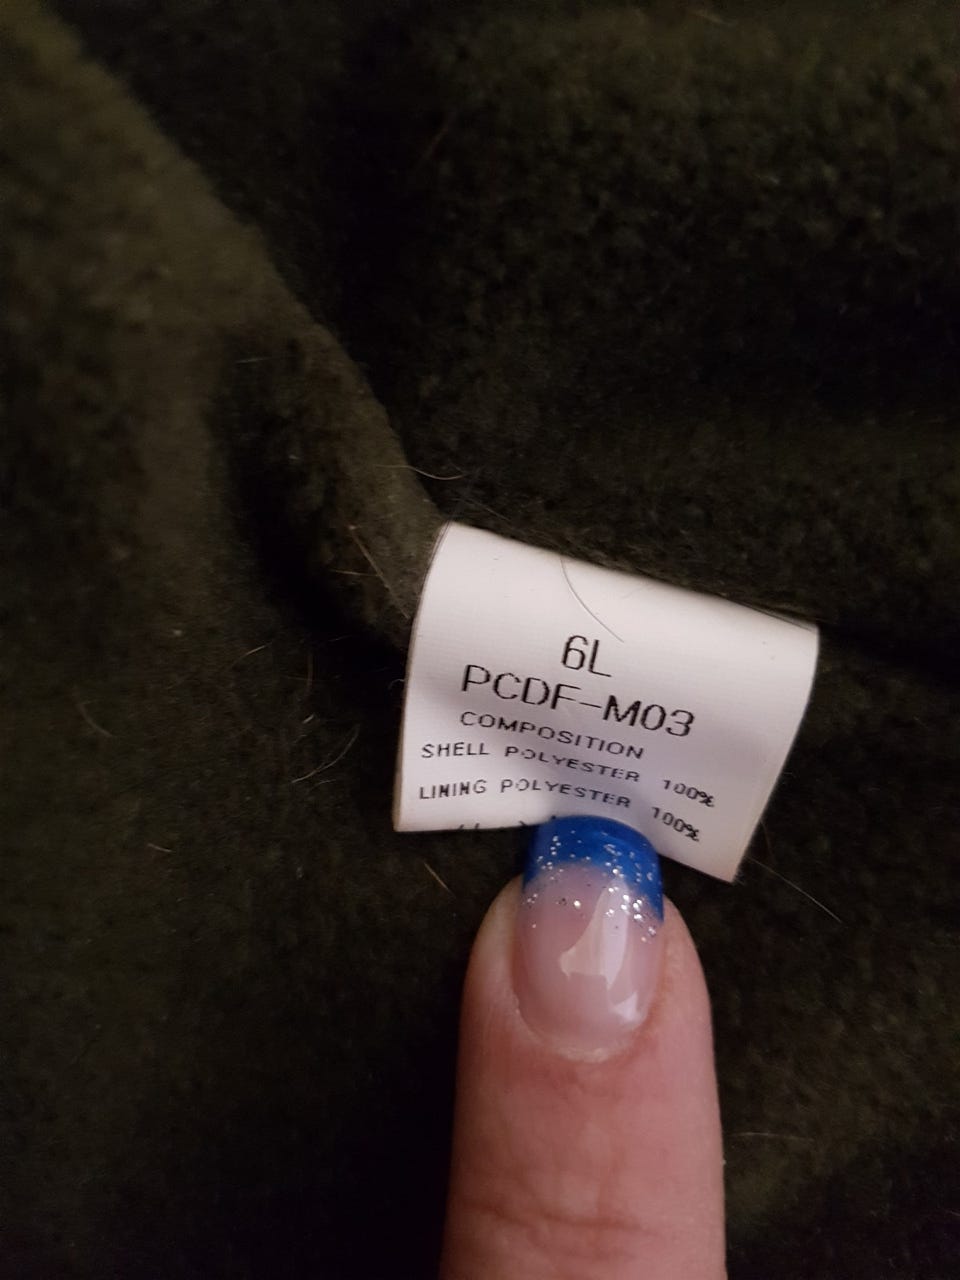 6L
PCDF-M03
COMPOSITION
SHELL POLYESTER 100%
LINING POLYESTER 100%